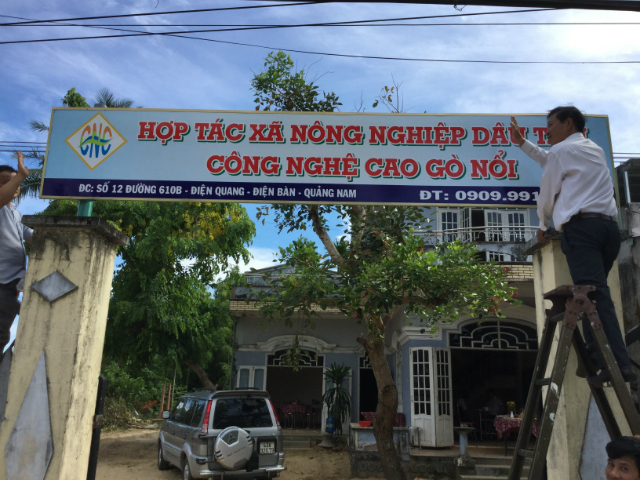 CNC
HỢP TÁC XÃ NÔNG NGHIỆP DÂU
CÔNG NGHỆ CAO GÒ NỔI
ĐC: SỐ 12 ĐƯỜNG 610B - ĐIỆN QUANG - ĐIỆN BÀN - QUẢNG NAM
ĐT: 0909.991